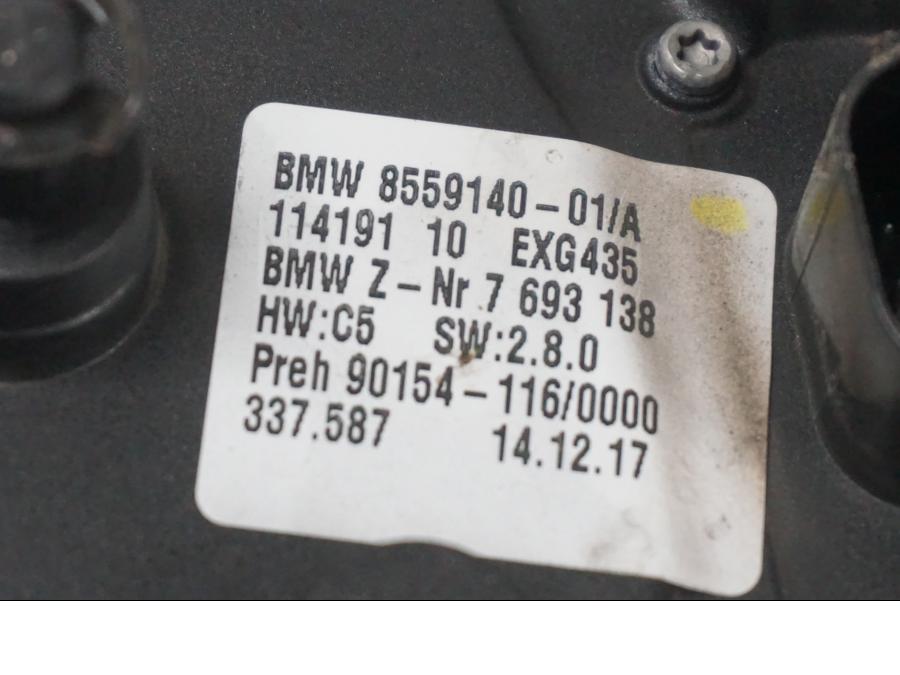 BMW 8559140-01/A
114191 10 EXG435
BMW Z-Nr 7 693 138
HW:C5 SW:2.8.0
Preh 90154-116/0000
337.587 14.12.17